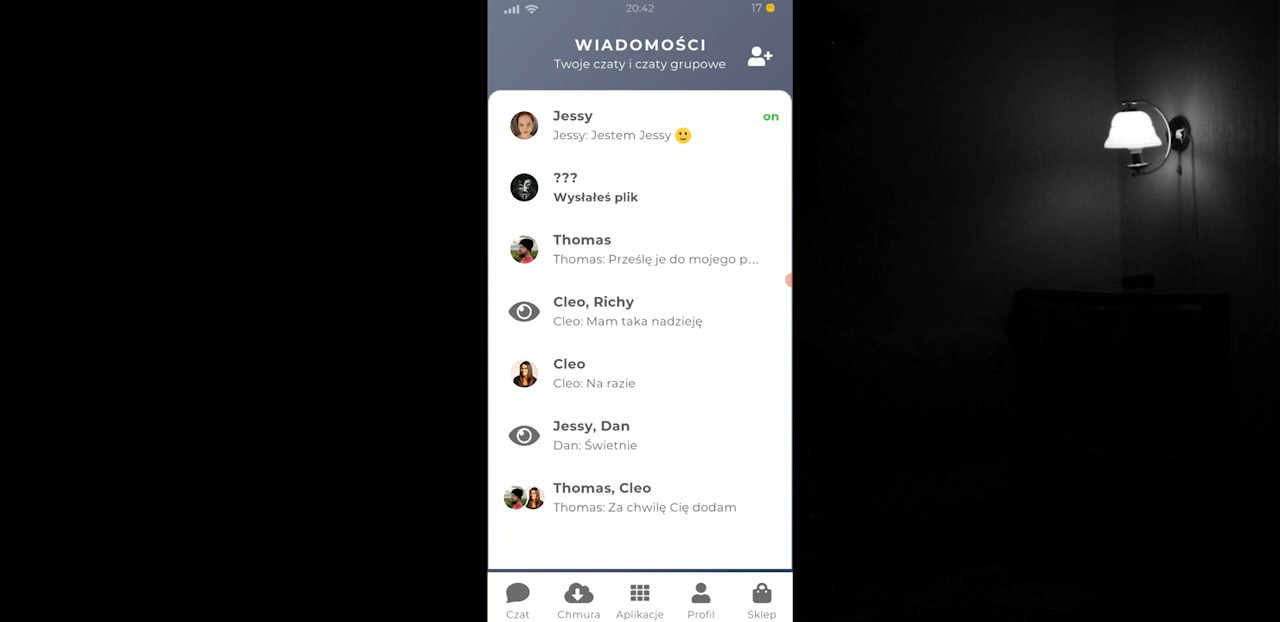 20:42
17
WIADOMOŚCI
Twoje czaty i czaty grupowe
Jessy
on
Jessy: Jestem Jessy 🙂
???
Wysłałeś plik
Thomas
Thomas: Prześlę je do mojego p...
Cleo, Richy
Cleo: Mam taka nadzieję
Cleo
Cleo: Na razie
Jessy, Dan
Dan: Świetnie
Thomas, Cleo
Thomas: Za chwilę Cię dodam
Czat
Chmura
Aplikacje
Profil
Sklep